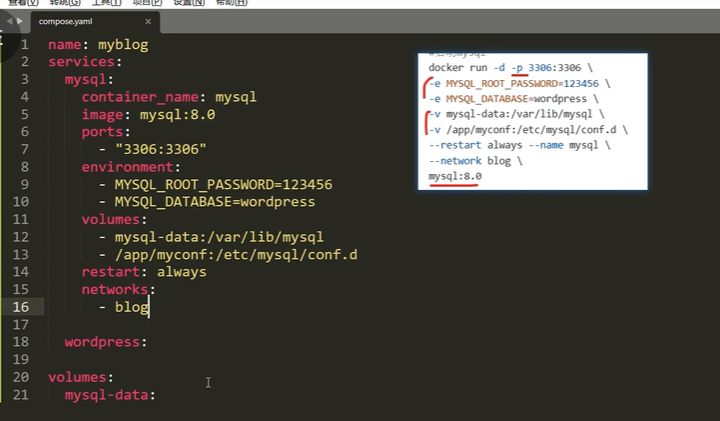 查看(V) 转跳(G) 工具(T) 项目(P) 设置(N) 帮助(H)
compose.yaml ×
1 name: myblog
2 services:
3 mysql:
4 container_name: mysql
5 image: mysql:8.0
6 ports:
7 - "3306:3306"
8 environment:
9 - MYSQL_ROOT_PASSWORD=123456
10 - MYSQL_DATABASE=wordpress
11 volumes:
12 - mysql-data:/var/lib/mysql
13 - /app/myconf:/etc/mysql/conf.d
14 restart: always
15 networks:
16 - blog
17
18 wordpress:
19
20 volumes:
21 mysql-data:
docker run -d -p 3306:3306 \
-e MYSQL_ROOT_PASSWORD=123456 \
-e MYSQL_DATABASE=wordpress \
-v mysql-data:/var/lib/mysql \
-v /app/myconf:/etc/mysql/conf.d \
--restart always --name mysql \
--network blog \
mysql:8.0